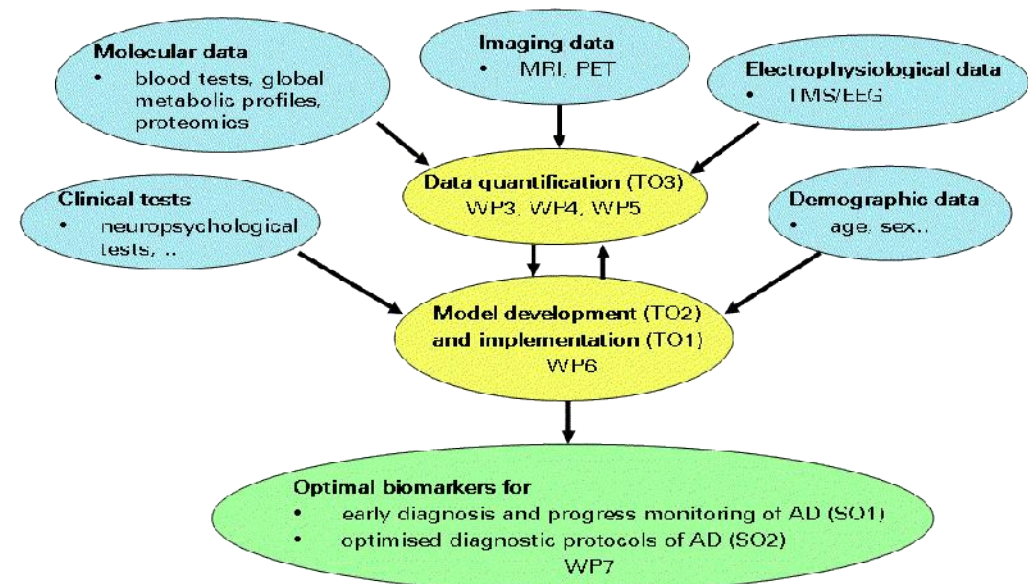 Molecular data
• blood tests, global
metabolic profiles,
proteomics
Imaging data
• MRI, PET
Electrophysiological data
• TMS/EEG
Clinical tests
• neuropsychological
tests, ..
Data quantification (TO3)
WP3, WP4, WP5
Demographic data
• age, sex..
Model development (TO2)
and implementation (TO1)
WP6
Optimal biomarkers for
• early diagnosis and progress monitoring of AD (SO1)
• optimised diagnostic protocols of AD (SO2)
WP7